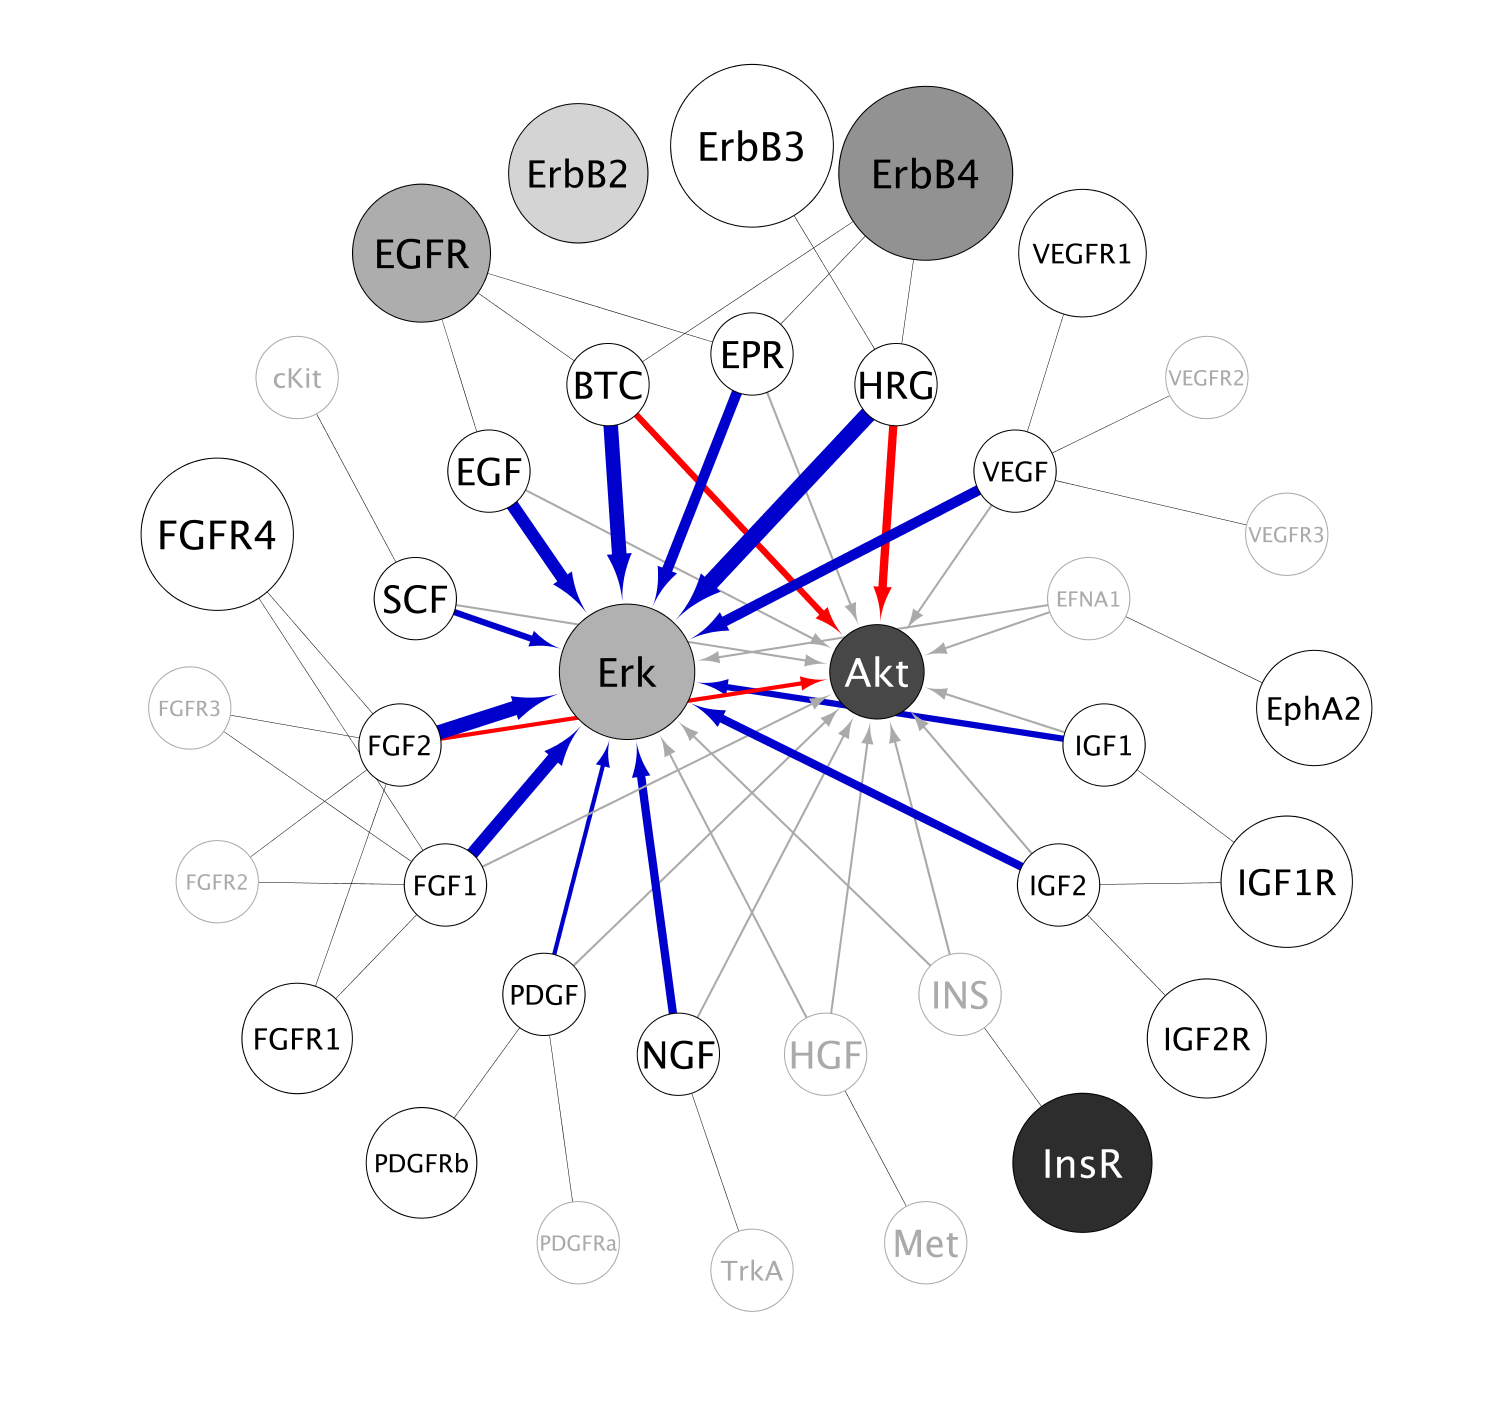 ErbB3
ErbB2
ErbB4
EGFR
VEGFR1
EPR
cKit
VEGFR2
BTC
HRG
EGF
VEGF
FGFR4
VEGFR3
SCF
EFNA1
Erk
Akt
FGFR3
EphA2
FGF2
IGF1
FGFR2
FGF1
IGF2
IGF1R
PDGF
INS
FGFR1
NGF
HGF
IGF2R
PDGFRb
InsR
PDGFRa
Met
TrkA